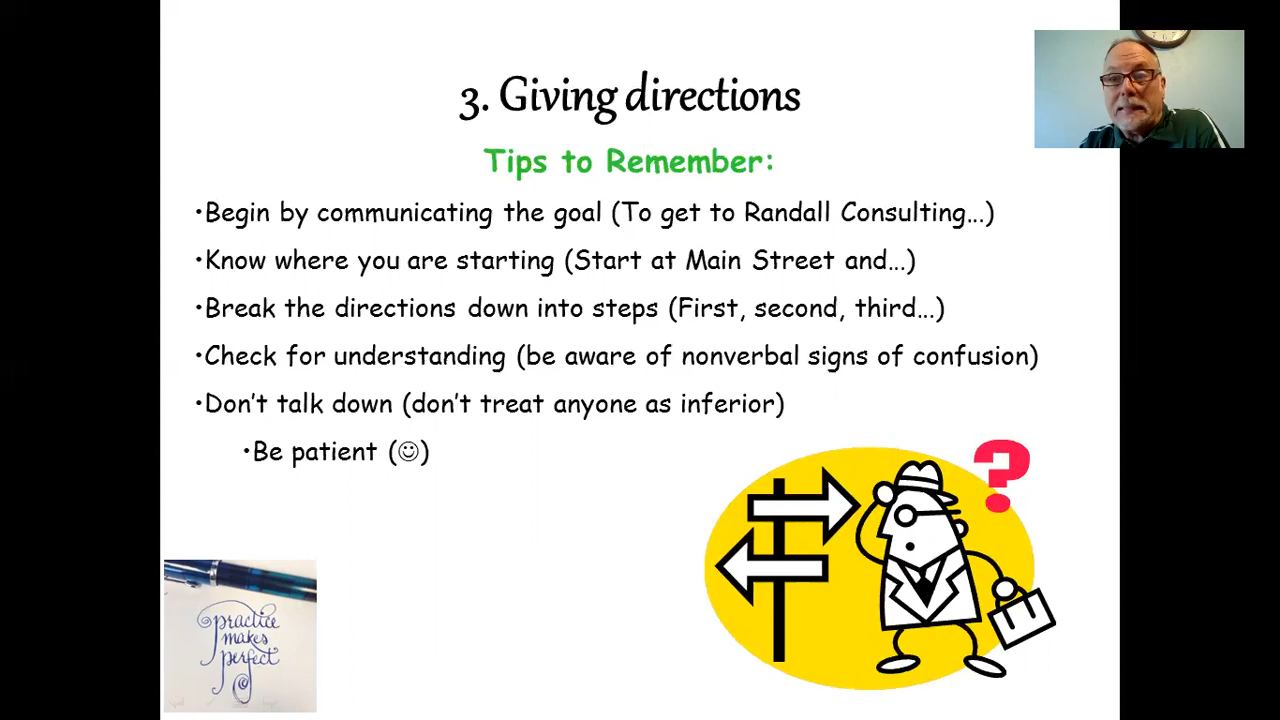 3. Giving directions
Tips to Remember:
•Begin by communicating the goal (To get to Randall Consulting…)
•Know where you are starting (Start at Main Street and…)
•Break the directions down into steps (First, second, third…)
•Check for understanding (be aware of nonverbal signs of confusion)
•Don’t talk down (don’t treat anyone as inferior)
•Be patient (☺)
?
practice
makes
perfect